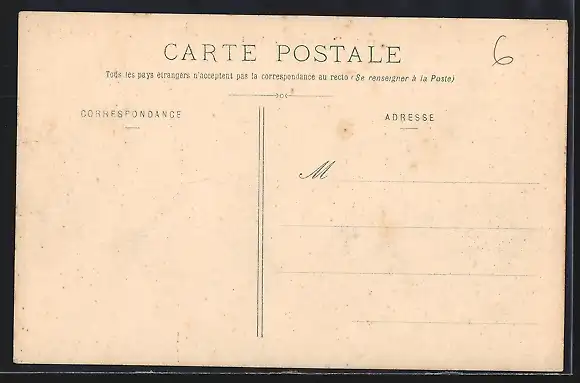 CARTE POSTALE
6
Tous les pays étrangers n'acceptent pas la correspondance au recto (Se renseigner à la Poste)
CORRESPONDANCE
ADRESSE
M